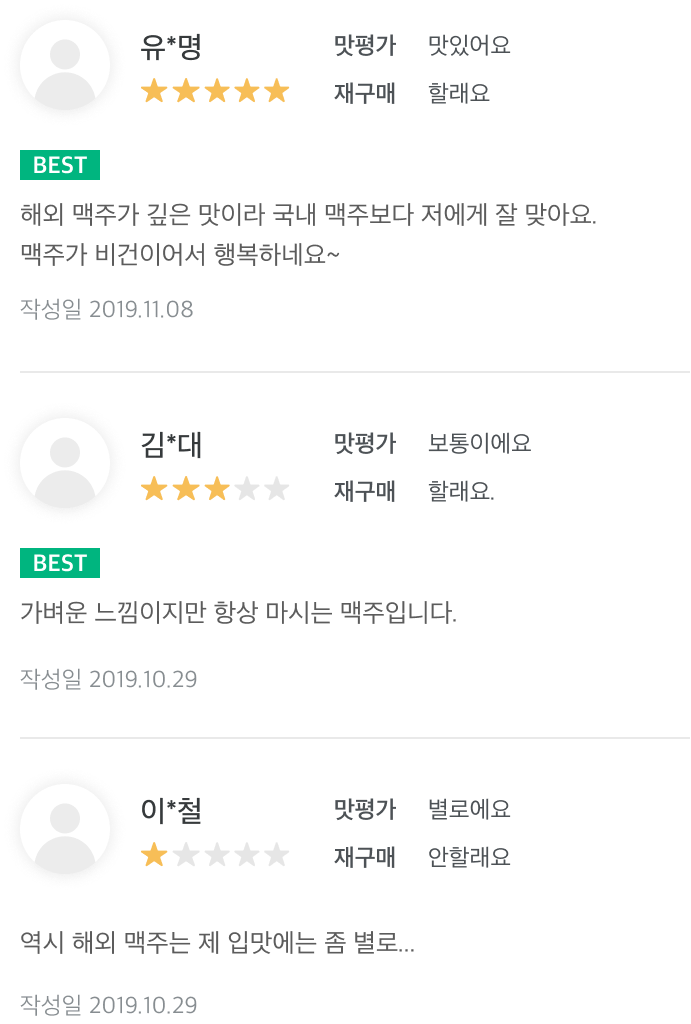 유*명 맛평가 맛있어요
재구매 할래요
BEST
해외 맥주가 깊은 맛이라 국내 맥주보다 저에게 잘 맞아요.
맥주가 비건이어서 행복하네요~
작성일 2019.11.08
김*대 맛평가 보통이에요
재구매 할래요.
BEST
가벼운 느낌이지만 항상 마시는 맥주입니다.
작성일 2019.10.29
이*철 맛평가 별로에요
재구매 안할래요
역시 해외 맥주는 제 입맛에는 좀 별로...
작성일 2019.10.29